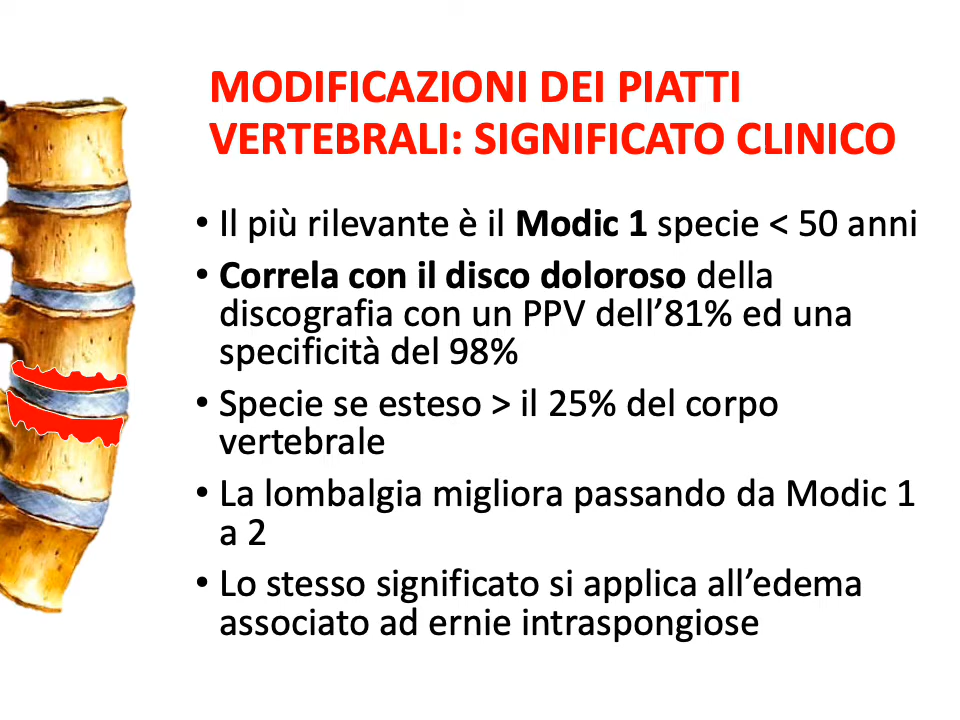 MODIFICAZIONI DEI PIATTI
VERTEBRALI: SIGNIFICATO CLINICO
• Il più rilevante è il Modic 1 specie < 50 anni
• Correla con il disco doloroso della
discografia con un PPV dell’81% ed una
specificità del 98%
• Specie se esteso > il 25% del corpo
vertebrale
• La lombalgia migliora passando da Modic 1
a 2
• Lo stesso significato si applica all’edema
associato ad ernie intraspongiose